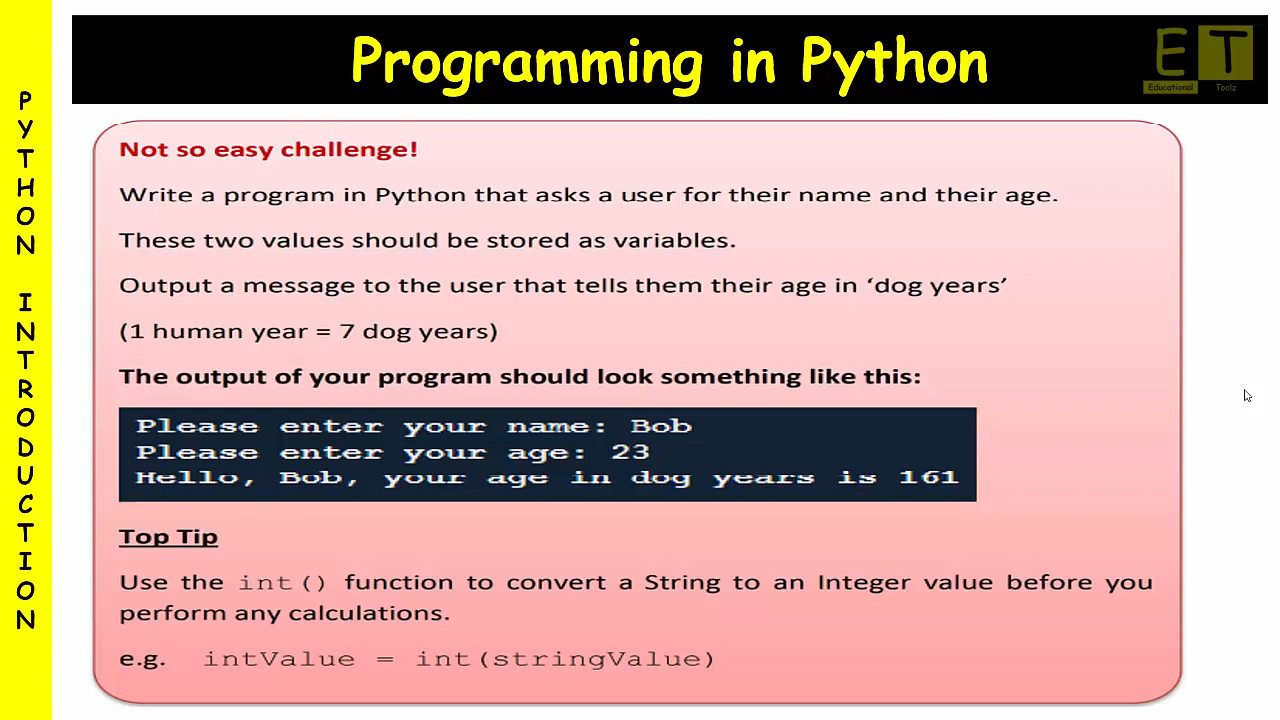 Programming in Python
E T
Educational Toolz
PYTHON INTRODUCTION
Not so easy challenge!
Write a program in Python that asks a user for their name and their age.
These two values should be stored as variables.
Output a message to the user that tells them their age in ‘dog years’
(1 human year = 7 dog years)
The output of your program should look something like this:
Please enter your name: Bob
Please enter your age: 23
Hello, Bob, your age in dog years is 161
Top Tip
Use the int() function to convert a String to an Integer value before you
perform any calculations.
e.g. intValue = int(stringValue)